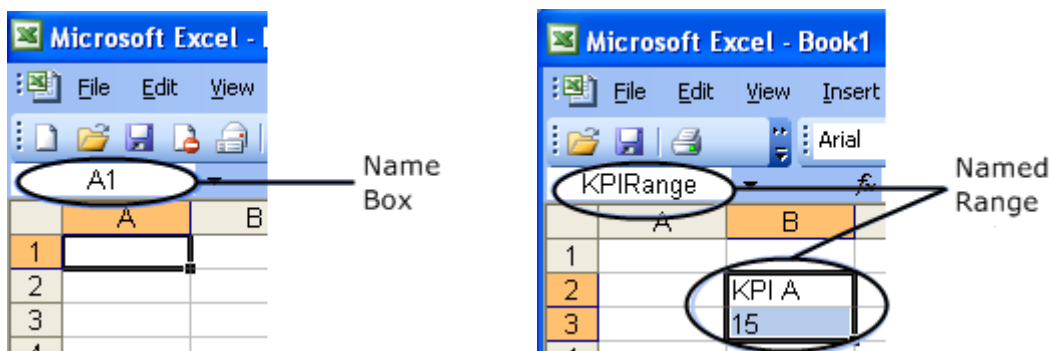 Microsoft Excel -
File Edit View
A1
A B
1
2
3
Name
Box
Microsoft Excel - Book1
File Edit View Insert
Arial
KPIRange
A B
1
2 KPI A
3 15
Named
Range